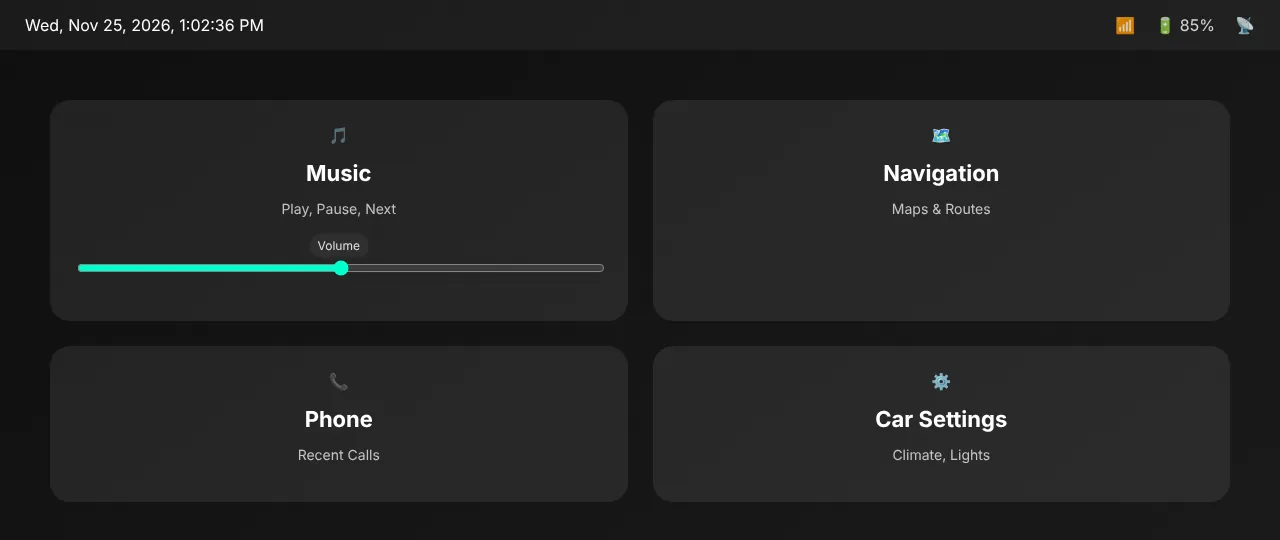 Wed, Nov 25, 2026, 1:02:36 PM
85%
Music
Play, Pause, Next
Volume
Navigation
Maps & Routes
Phone
Recent Calls
Car Settings
Climate, Lights